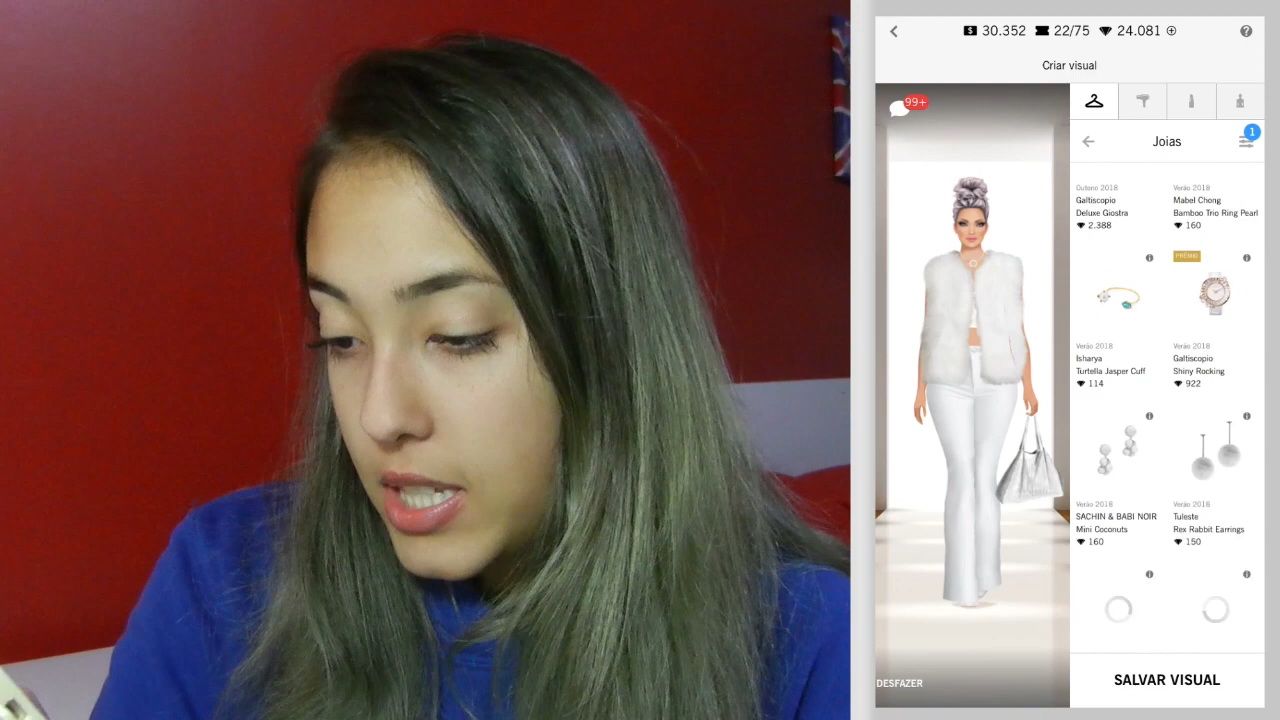 30.352 22/75 24.081
Criar visual
99+
1
Joias
Outono 2018
Galtiscopio
Deluxe Giostra
2.388
Verão 2018
Mabel Chong
Bamboo Trio Ring Pearl
160
Verão 2018
Isharya
Turtella Jasper Cuff
114
PRÊMIO
Verão 2018
Galtiscopio
Shiny Rocking
922
Verão 2018
SACHIN & BABI NOIR
Mini Coconuts
160
Verão 2018
Tuleste
Rex Rabbit Earrings
150
DESFAZER
SALVAR VISUAL